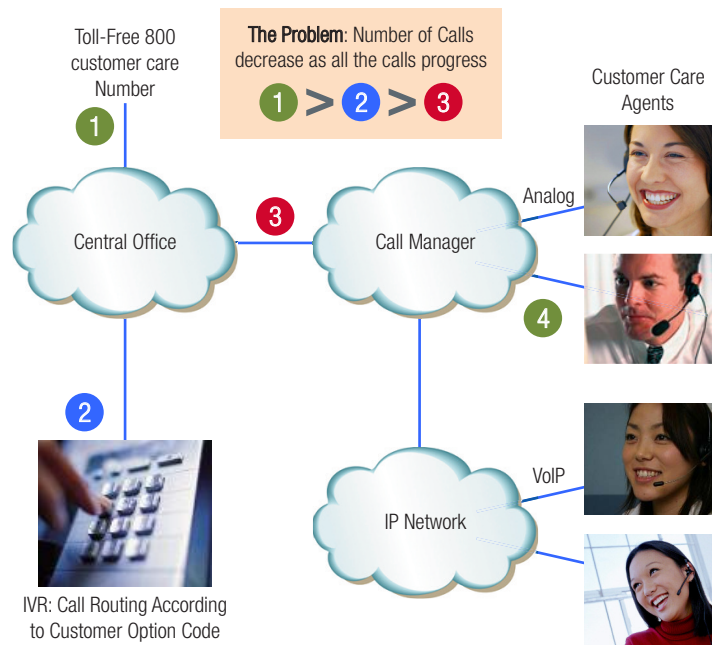 Toll-Free 800
customer care
Number
The Problem: Number of Calls
decrease as all the calls progress
1 > 2 > 3
Customer Care
Agents
1
Central Office
3
Call Manager
Analog
4
2
IVR: Call Routing According
to Customer Option Code
IP Network
VoIP